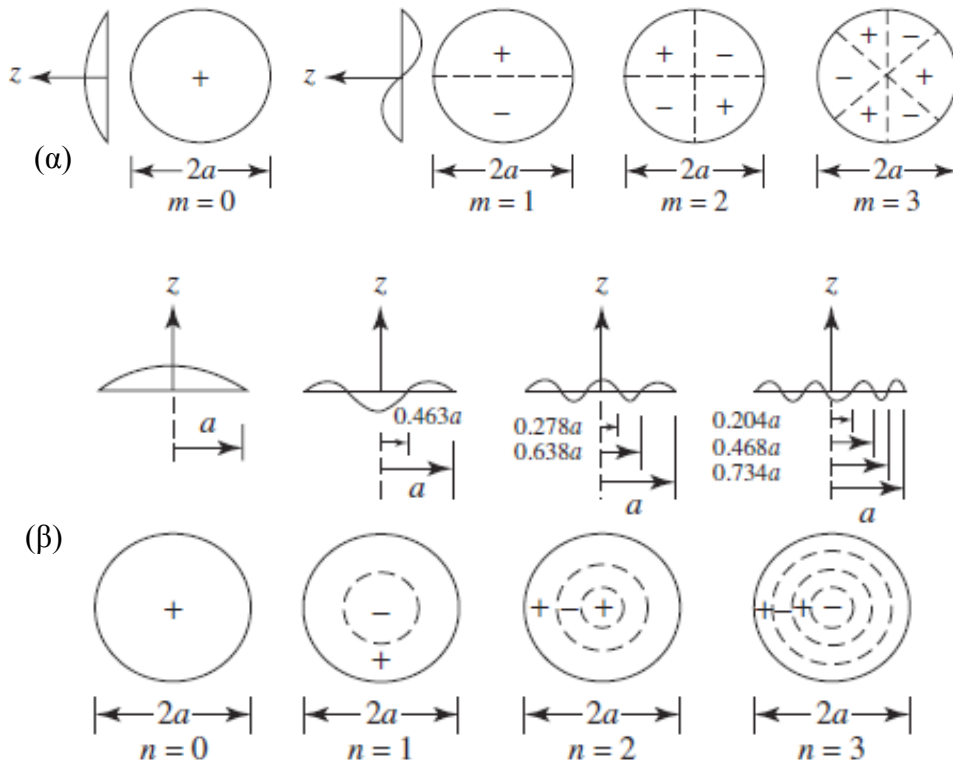 z + z + − + − − + + − − + + −
(α) 2a 2a 2a 2a
m = 0 m = 1 m = 2 m = 3
z z z z
a 0.463a 0.278a 0.204a
0.638a 0.468a
a 0.734a
a a
(β)
+ − + − + + − + −
+
2a 2a 2a 2a
n = 0 n = 1 n = 2 n = 3